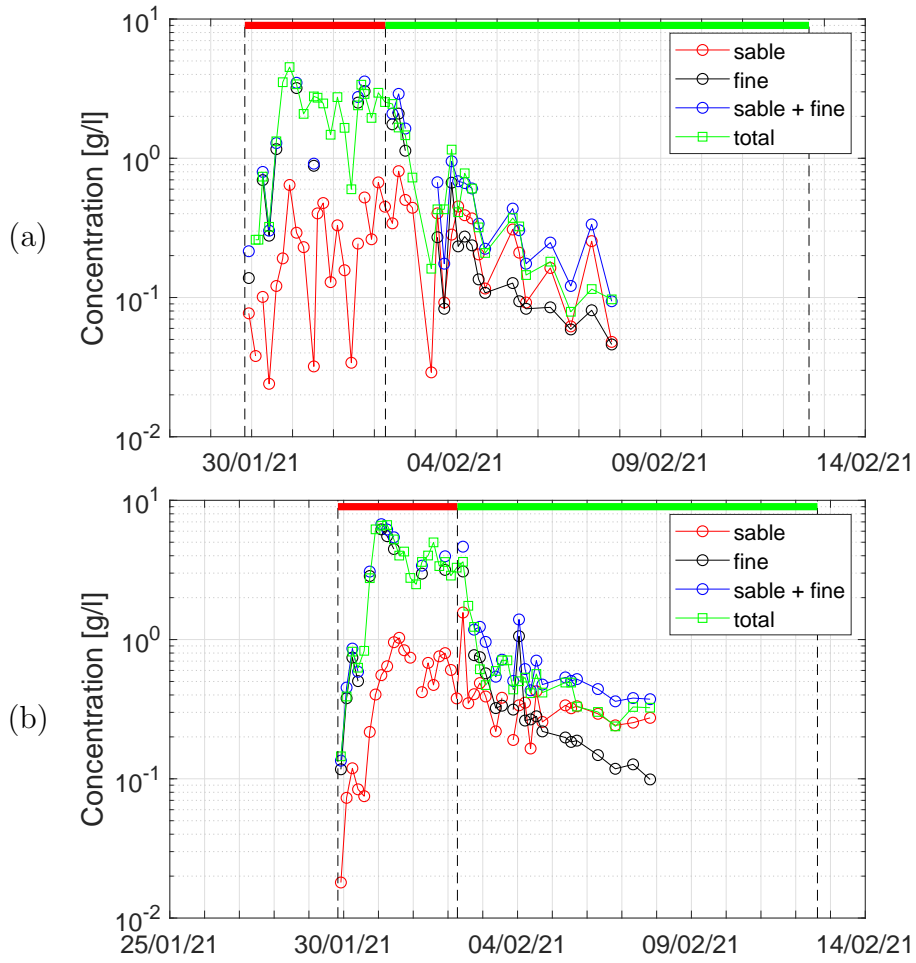 (a)
Concentration [g/l]
10^1
10^0
10^-1
10^-2
sable
fine
sable + fine
total
30/01/21 04/02/21 09/02/21 14/02/21
(b)
Concentration [g/l]
10^1
10^0
10^-1
10^-2
sable
fine
sable + fine
total
25/01/21 30/01/21 04/02/21 09/02/21 14/02/21